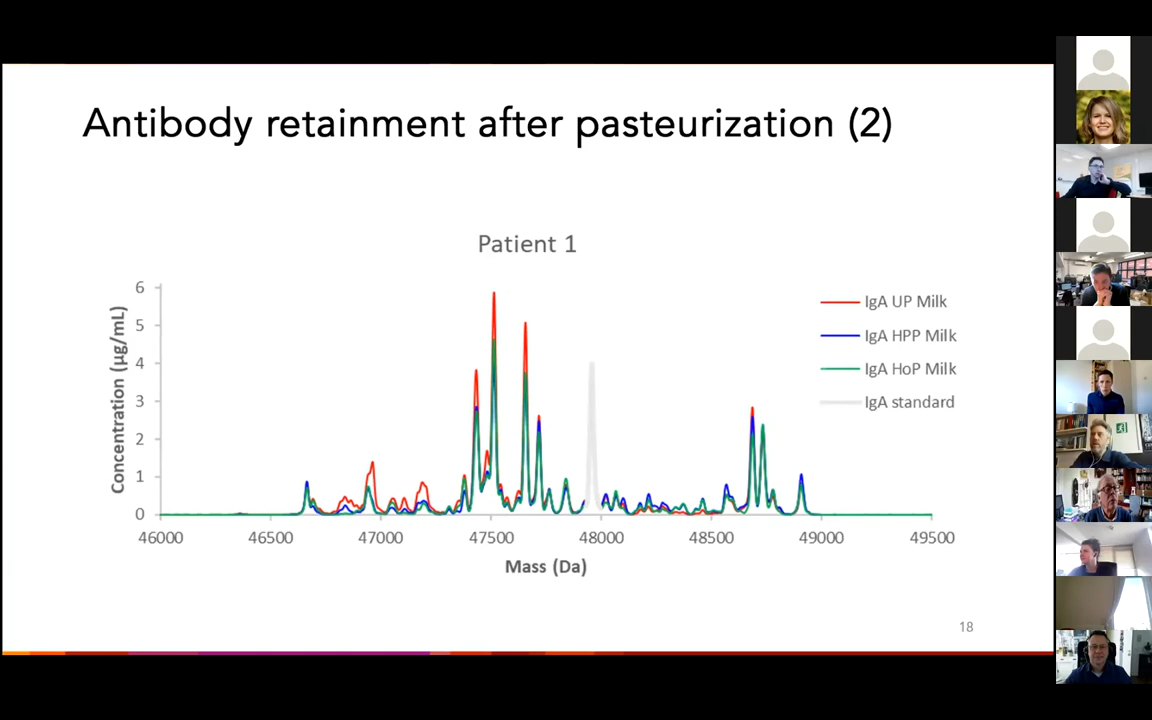 Antibody retainment after pasteurization (2)
Patient 1
Concentration (µg/mL)
6
5
4
3
2
1
0
46000 46500 47000 47500 48000 48500 49000 49500
Mass (Da)
IgA UP Milk
IgA HPP Milk
IgA HoP Milk
IgA standard
18